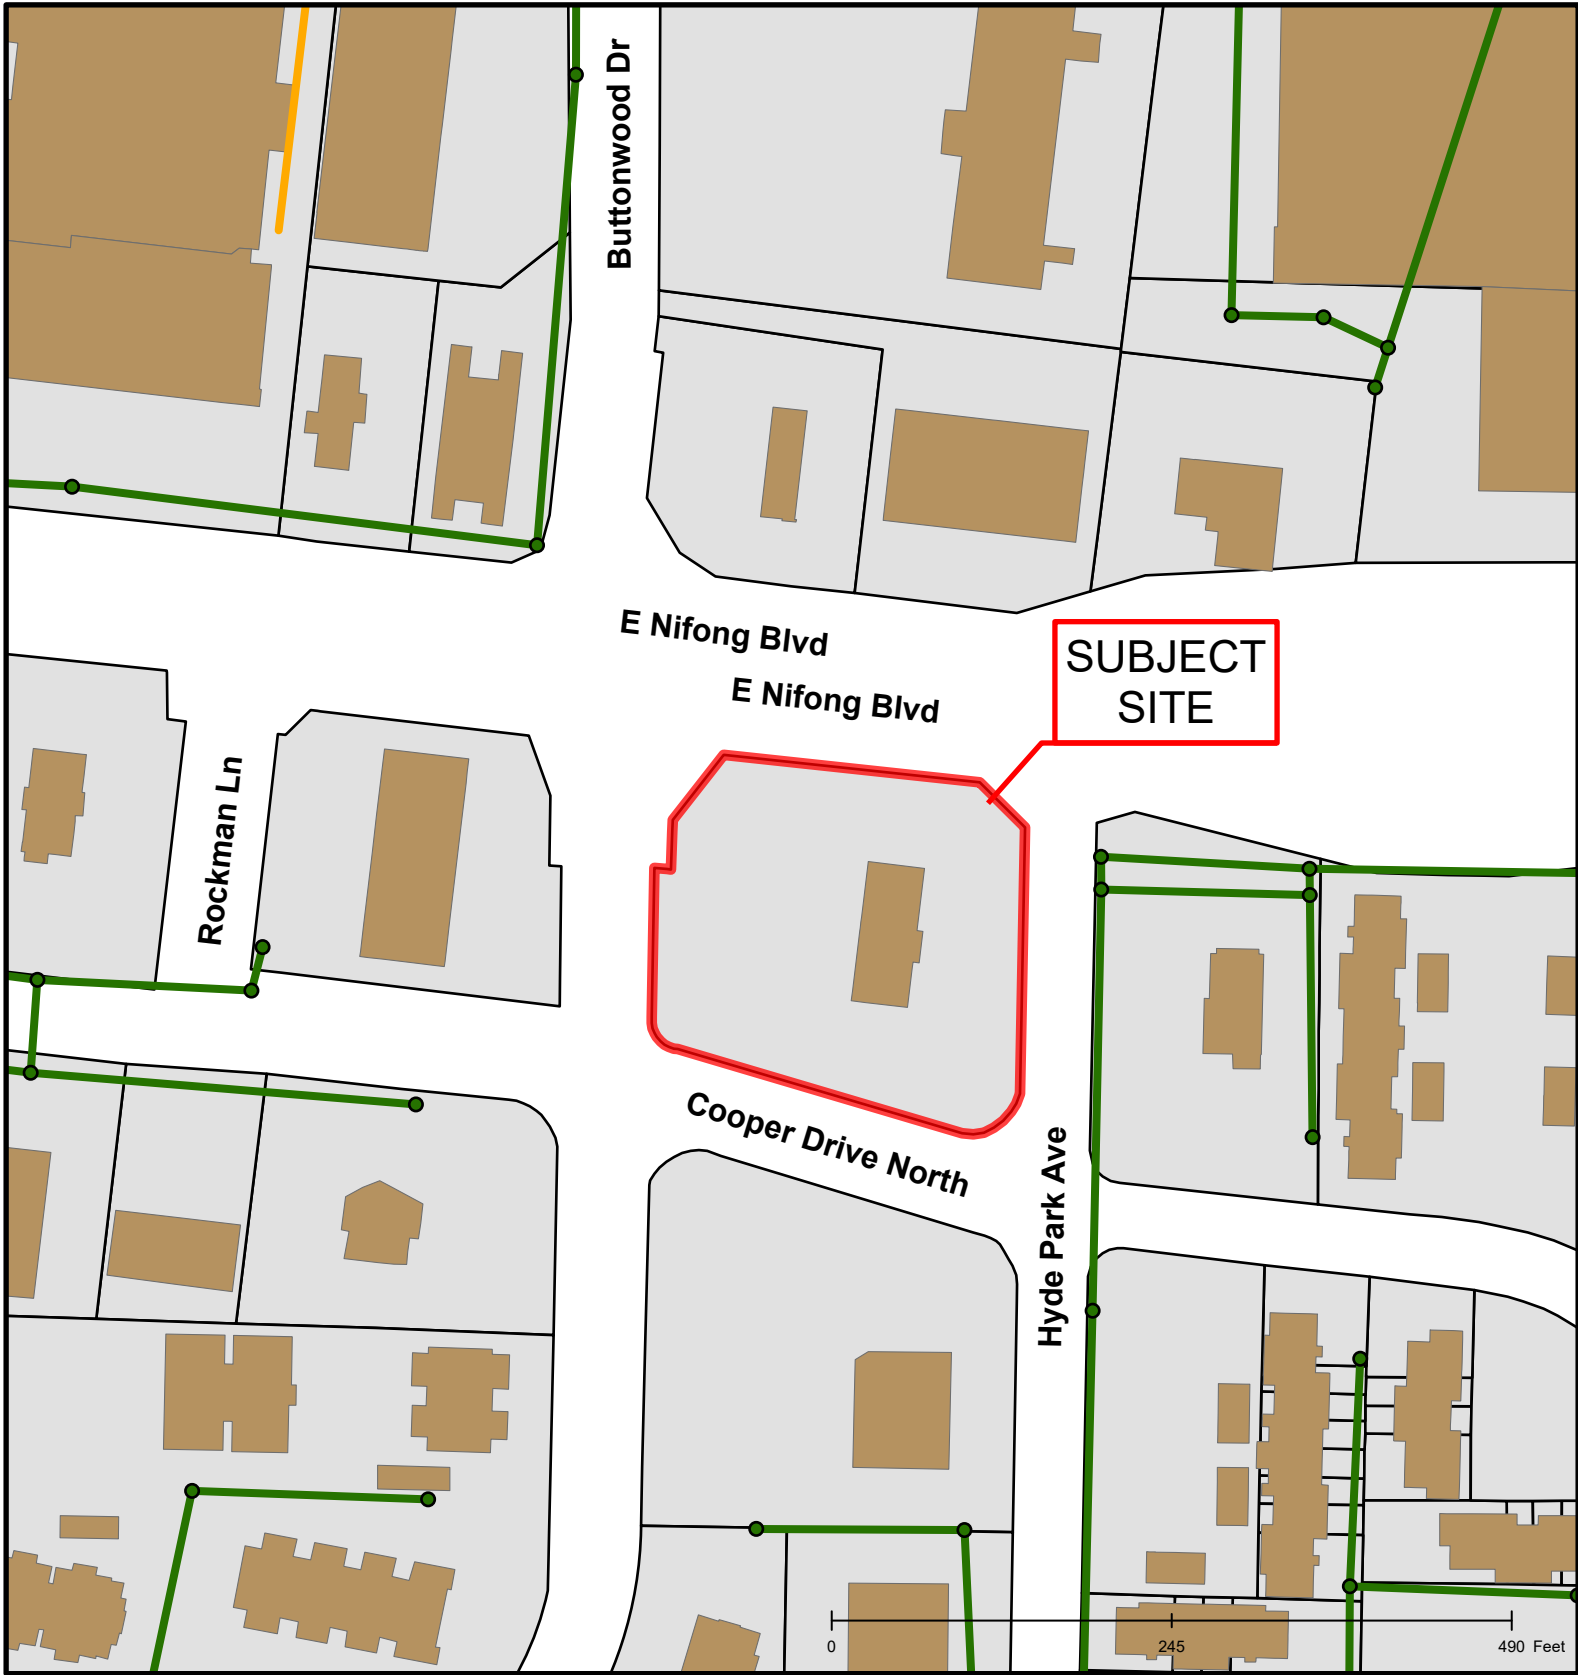 Buttonwood Dr
E Nifong Blvd
E Nifong Blvd
SUBJECT
SITE
Rockman Ln
Cooper Drive North
Hyde Park Ave
0 245 490 Feet